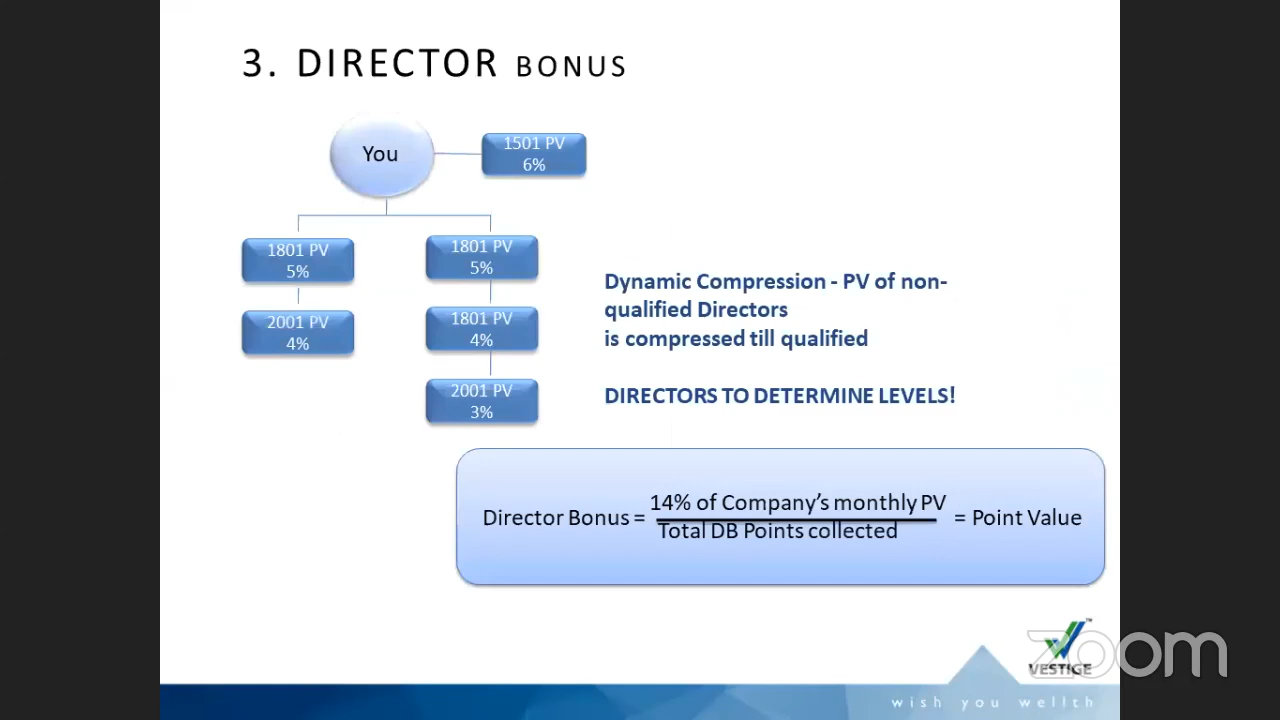 3. DIRECTOR BONUS
You
1501 PV
6%
1801 PV
5%
1801 PV
5%
2001 PV
4%
1801 PV
4%
2001 PV
3%
Dynamic Compression - PV of non-
qualified Directors
is compressed till qualified
DIRECTORS TO DETERMINE LEVELS!
Director Bonus = 14% of Company's monthly PV = Point Value
Total DB Points collected
VESTIGE
TM
zoom
wish you wellth